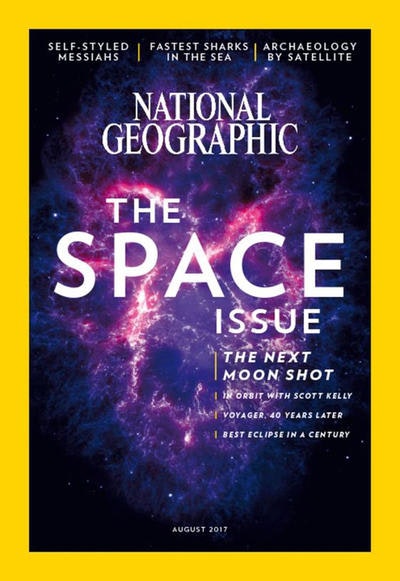 SELF-STYLED
MESSIAHS
FASTEST SHARKS
IN THE SEA
ARCHAEOLOGY
BY SATELLITE
NATIONAL
GEOGRAPHIC
THE
SPACE
ISSUE
THE NEXT
MOON SHOT
IN ORBIT WITH SCOTT KELLY
VOYAGER, 40 YEARS LATER
BEST ECLIPSE IN A CENTURY
AUGUST 2017